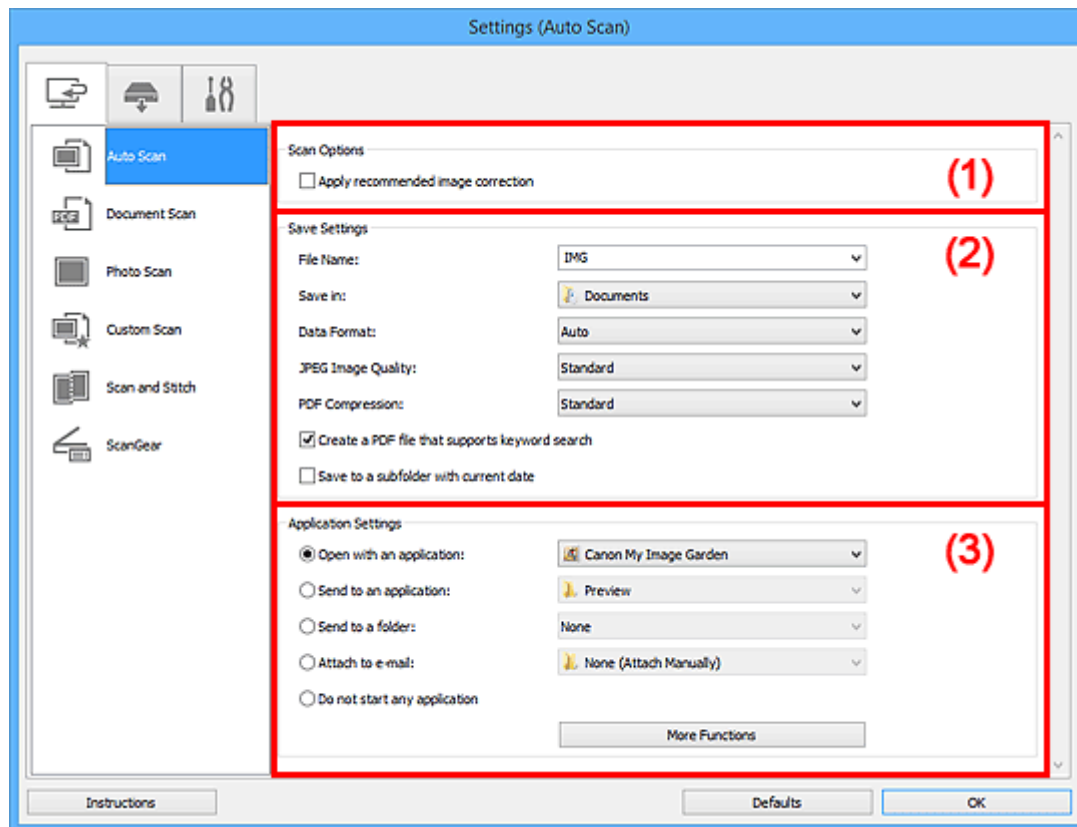 Settings (Auto Scan)
Auto Scan
Document Scan
PDF
Photo Scan
Custom Scan
Scan and Stitch
ScanGear
Scan Options
Apply recommended image correction
(1)
Save Settings
(2)
File Name: IMG
Save in: Documents
Data Format: Auto
JPEG Image Quality: Standard
PDF Compression: Standard
Create a PDF file that supports keyword search
Save to a subfolder with current date
Application Settings
(3)
Open with an application: Canon My Image Garden
Send to an application: Preview
Send to a folder: None
Attach to e-mail: None (Attach Manually)
Do not start any application
More Functions
Instructions Defaults OK